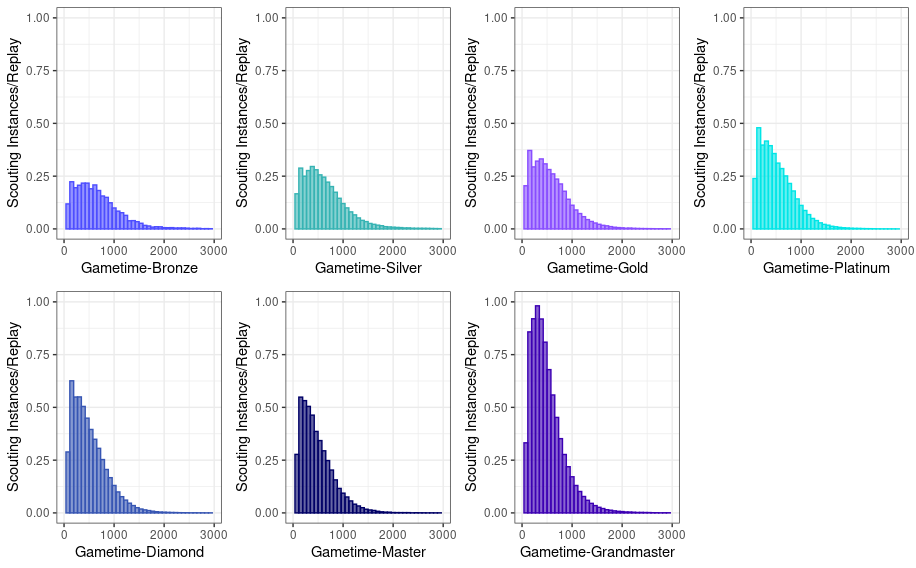 Scouting Instances/Replay
1.00
0.75
0.50
0.25
0.00
0 1000 2000 3000
Gametime-Bronze
Scouting Instances/Replay
1.00
0.75
0.50
0.25
0.00
0 1000 2000 3000
Gametime-Silver
Scouting Instances/Replay
1.00
0.75
0.50
0.25
0.00
0 1000 2000 3000
Gametime-Gold
Scouting Instances/Replay
1.00
0.75
0.50
0.25
0.00
0 1000 2000 3000
Gametime-Platinum
Scouting Instances/Replay
1.00
0.75
0.50
0.25
0.00
0 1000 2000 3000
Gametime-Diamond
Scouting Instances/Replay
1.00
0.75
0.50
0.25
0.00
0 1000 2000 3000
Gametime-Master
Scouting Instances/Replay
1.00
0.75
0.50
0.25
0.00
0 1000 2000 3000
Gametime-Grandmaster